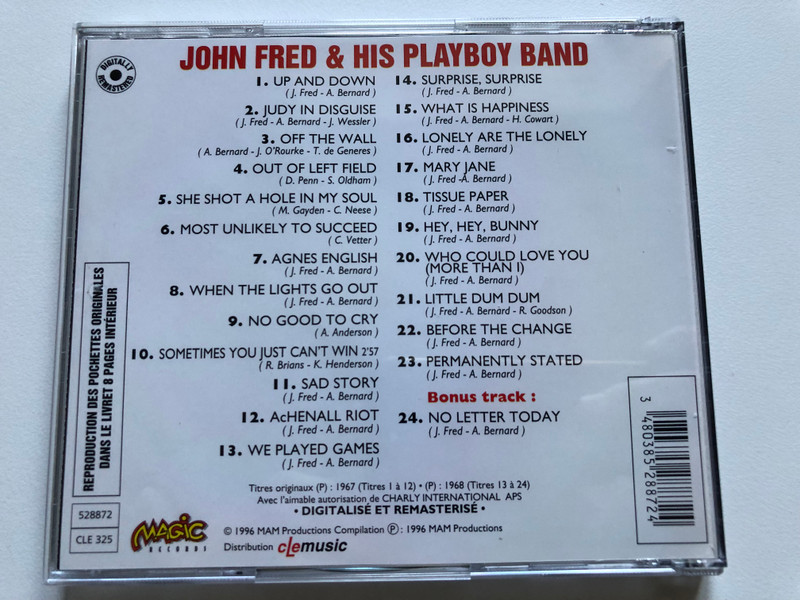 DIGITALLY
REMASTERED
JOHN FRED & HIS PLAYBOY BAND
1. UP AND DOWN
( J. Fred - A. Bernard )
2. JUDY IN DISGUISE
( J. Fred - A. Bernard - J. Wessler )
3. OFF THE WALL
( A. Bernard - J. O'Rourke - T. de Generes )
4. OUT OF LEFT FIELD
( D. Penn - S. Oldham )
5. SHE SHOT A HOLE IN MY SOUL
( M. Gayden - C. Neese )
6. MOST UNLIKELY TO SUCCEED
( C. Vetter )
7. AGNES ENGLISH
( J. Fred - A. Bernard )
8. WHEN THE LIGHTS GO OUT
( J. Fred - A. Bernard )
9. NO GOOD TO CRY
( A. Anderson )
10. SOMETIMES YOU JUST CAN'T WIN 2'57
( R. Brians - K. Henderson )
11. SAD STORY
( J. Fred - A. Bernard )
12. AcHENALL RIOT
( J. Fred - A. Bernard )
13. WE PLAYED GAMES
( J. Fred - A. Bernard )
14. SURPRISE, SURPRISE
( J. Fred - A. Bernard )
15. WHAT IS HAPPINESS
( J. Fred - A. Bernard - H. Cowart )
16. LONELY ARE THE LONELY
( J. Fred - A. Bernard )
17. MARY JANE
( J. Fred -A. Bernard )
18. TISSUE PAPER
( J. Fred - A. Bernard )
19. HEY, HEY, BUNNY
( J. Fred - A. Bernard )
20. WHO COULD LOVE YOU
(MORE THAN I)
( J. Fred - A. Bernard )
21. LITTLE DUM DUM
( J. Fred - A. Bernard - R. Goodson )
22. BEFORE THE CHANGE
( J. Fred - A. Bernard )
23. PERMANENTLY STATED
( J. Fred - A. Bernard )
Bonus track :
24. NO LETTER TODAY
( J. Fred - A. Bernard )
REPRODUCTION DES POCHETTES ORIGINALES
DANS LE LIVRET 8 PAGES INTÉRIEUR
3 480385 288724
Titres originaux (P) : 1967 (Titres 1 à 12) • (P) : 1968 (Titres 13 à 24)
Avec l'aimable autorisation de CHARLY INTERNATIONAL APS
• DIGITALISÉ ET REMASTERISÉ •
528872
CLE 325
MAGIC
RECORDS
© 1996 MAM Productions Compilation Ⓟ : 1996 MAM Productions
Distribution clemusic